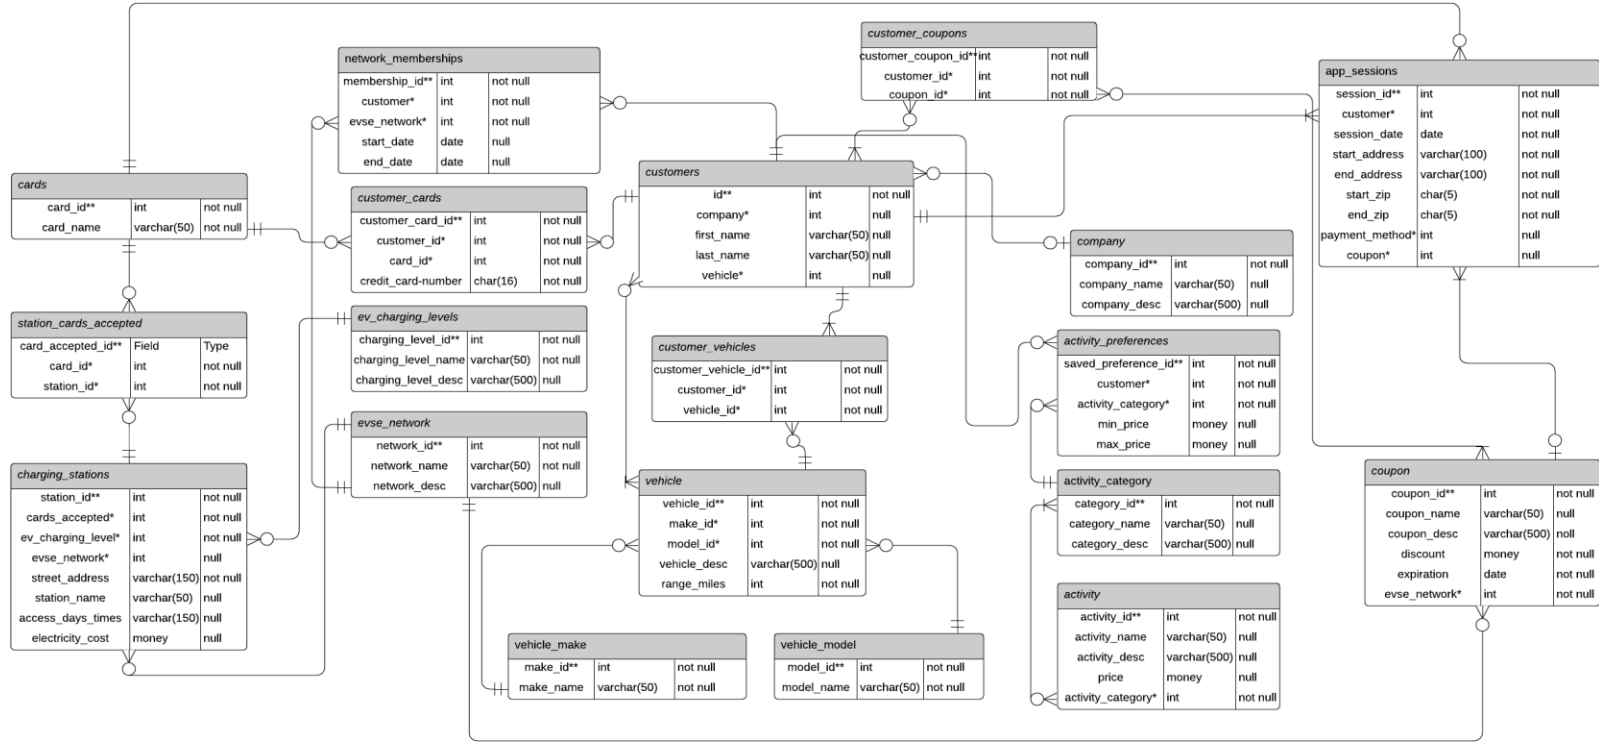 customer_coupons
customer_coupon_id** int not null
customer_id* int not null
coupon_id* int not null
network_memberships
membership_id** int not null
customer* int not null
evse_network* int not null
start_date date null
end_date date null
app_sessions
session_id** int not null
customer* int not null
session_date date not null
start_address varchar(100) not null
end_address varchar(100) not null
start_zip char(5) not null
end_zip char(5) not null
payment_method* int null
coupon* int null
cards
card_id** int not null
card_name varchar(50) not null
customer_cards
customer_card_id** int not null
customer_id* int not null
card_id* int not null
credit_card-number char(16) not null
customers
id** int not null
company* int null
first_name varchar(50) null
last_name varchar(50) null
vehicle* int null
company
company_id** int not null
company_name varchar(50) null
company_desc varchar(500) null
station_cards_accepted
card_accepted_id** Field Type
card_id* int not null
station_id* int not null
ev_charging_levels
charging_level_id** int not null
charging_level_name varchar(50) not null
charging_level_desc varchar(500) null
customer_vehicles
customer_vehicle_id** int not null
customer_id* int not null
vehicle_id* int not null
activity_preferences
saved_preference_id** int not null
customer* int not null
activity_category* int not null
min_price money null
max_price money null
evse_network
network_id** int not null
network_name varchar(50) not null
network_desc varchar(500) null
charging_stations
station_id** int not null
cards_accepted* int not null
ev_charging_level* int not null
evse_network* int null
street_address varchar(150) not null
station_name varchar(50) null
access_days_times varchar(150) null
electricity_cost money null
vehicle
vehicle_id** int not null
make_id* int not null
model_id* int not null
vehicle_desc varchar(500) null
range_miles int not null
activity_category
category_id** int not null
category_name varchar(50) null
category_desc varchar(500) null
coupon
coupon_id** int not null
coupon_name varchar(50) null
coupon_desc varchar(500) null
discount money not null
expiration date not null
evse_network* int not null
activity
activity_id** int not null
activity_name varchar(50) null
activity_desc varchar(500) null
price money null
activity_category* int not null
vehicle_make
make_id** int not null
make_name varchar(50) not null
vehicle_model
model_id** int not null
model_name varchar(50) not null